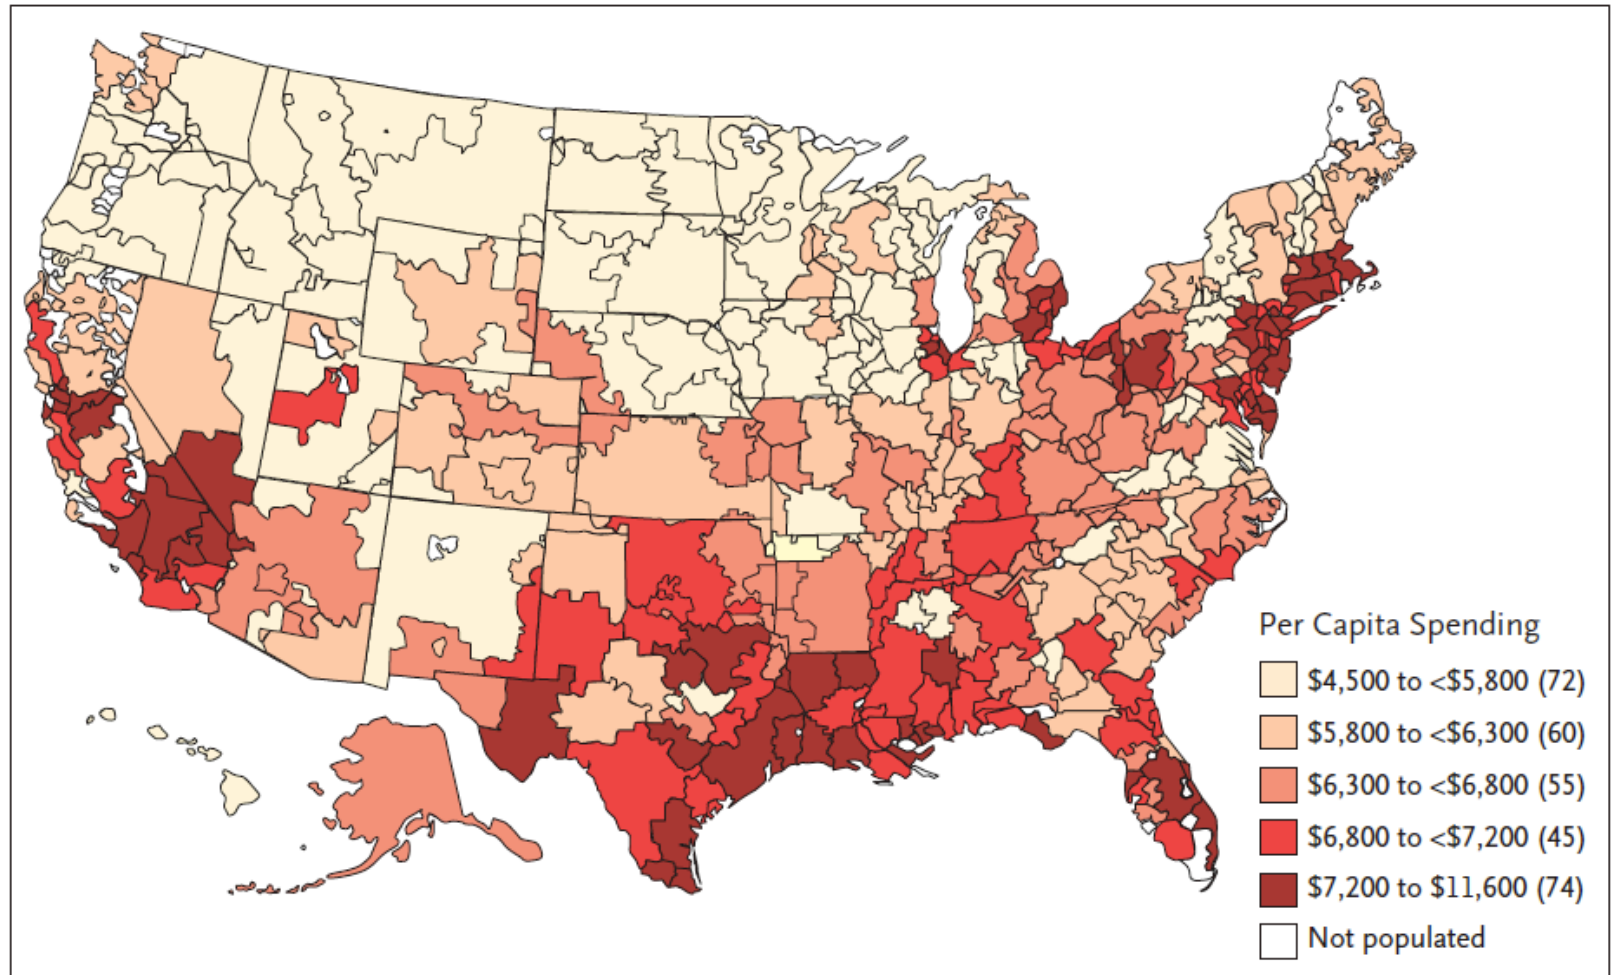 Per Capita Spending
$4,500 to <$5,800 (72)
$5,800 to <$6,300 (60)
$6,300 to <$6,800 (55)
$6,800 to <$7,200 (45)
$7,200 to $11,600 (74)
Not populated